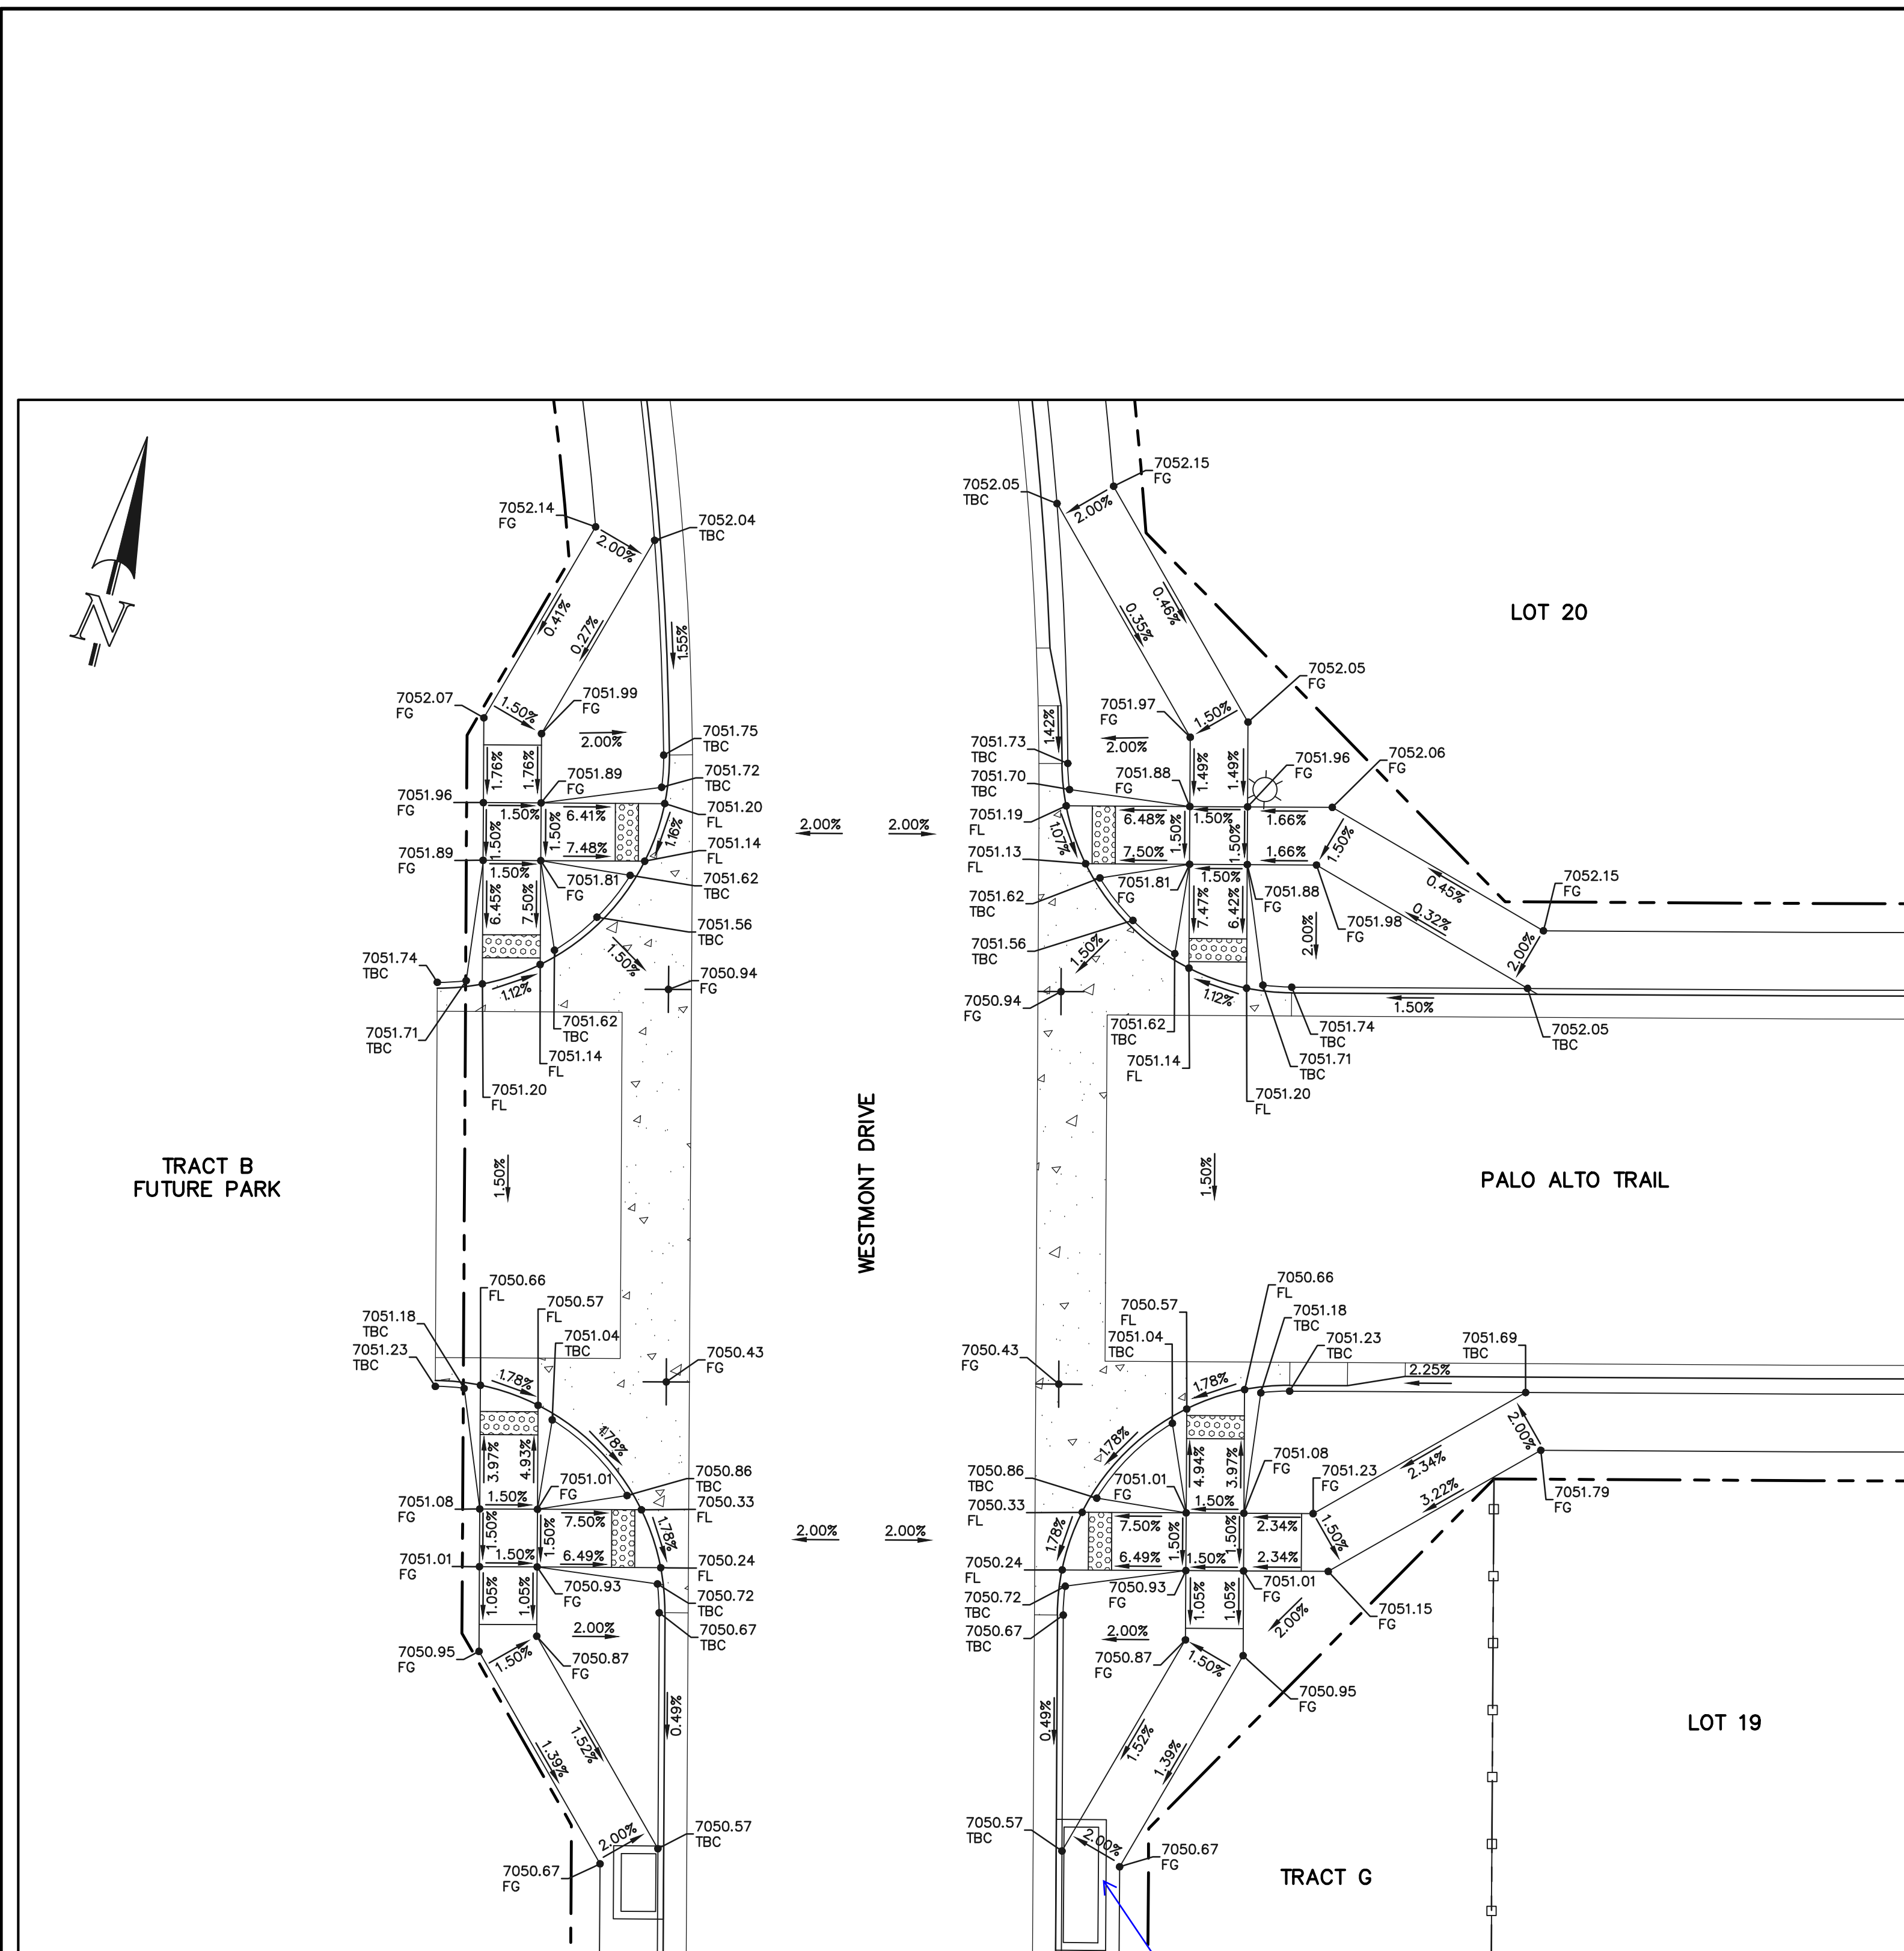 N
7052.14
FG
7052.04
TBC
2.00%
0.41%
0.27%
1.55%
7052.07
FG
1.50%
7051.99
FG
2.00%
7051.75
TBC
7051.72
TBC
1.76%
1.76%
7051.89
FG
7051.96
FG
1.50%
6.41%
7051.20
FL
1.50%
1.50%
1.16%
7.48%
7051.14
FL
7051.89
FG
1.50%
7051.81
FG
7051.62
TBC
6.45%
7.50%
7051.56
TBC
1.50%
7051.74
TBC
7050.94
FG
1.12%
7051.71
TBC
7051.62
TBC
7051.14
FL
7051.20
FL
7052.15
FG
7052.05
TBC
2.00%
0.35%
0.46%
LOT 20
7052.05
FG
7051.97
FG
1.50%
1.42%
2.00%
7051.73
TBC
7051.70
TBC
7051.88
FG
1.49%
1.49%
7051.96
FG
7052.06
FG
7051.19
FL
6.48%
1.50%
1.66%
1.07%
1.50%
1.50%
1.50%
7.50%
1.66%
7051.13
FL
1.50%
7051.62
TBC
7051.81
FG
7051.88
FG
7051.98
FG
7052.15
FG
0.45%
0.32%
7.47%
6.42%
2.00%
2.00%
7051.56
TBC
1.50%
7050.94
FG
1.12%
1.50%
7051.62
TBC
7051.14
FL
7051.74
TBC
7051.71
TBC
7051.20
FL
7052.05
TBC
2.00%
2.00%
TRACT B
FUTURE PARK
1.50%
WESTMONT DRIVE
1.50%
PALO ALTO TRAIL
7050.66
FL
7050.57
FL
7051.18
TBC
7051.04
TBC
7051.23
TBC
7050.43
FG
1.78%
1.78%
3.97%
4.93%
7050.86
TBC
7051.01
FG
7051.08
FG
1.50%
7050.33
FL
7.50%
1.50%
1.50%
1.78%
7051.01
FG
1.50%
6.49%
7050.24
FL
7050.93
FG
7050.72
TBC
1.05%
1.05%
2.00%
7050.67
TBC
7050.95
FG
1.50%
7050.87
FG
0.49%
1.39%
1.52%
2.00%
7050.57
TBC
7050.67
FG
2.00%
2.00%
7050.66
FL
7050.57
FL
7051.18
TBC
7051.04
TBC
7051.23
TBC
7051.69
TBC
7050.43
FG
2.25%
1.78%
1.78%
2.00%
4.94%
3.97%
2.34%
3.22%
7050.86
TBC
7051.01
FG
7051.08
FG
7051.23
FG
7051.79
FG
7050.33
FL
1.50%
7.50%
1.50%
1.50%
2.34%
1.50%
1.78%
6.49%
1.50%
2.34%
7050.24
FL
7050.93
FG
7051.01
FG
7050.72
TBC
1.05%
1.05%
2.00%
7051.15
FG
7050.67
TBC
2.00%
7050.87
FG
1.50%
7050.95
FG
0.49%
1.52%
1.39%
LOT 19
7050.57
TBC
2.00%
7050.67
FG
TRACT G